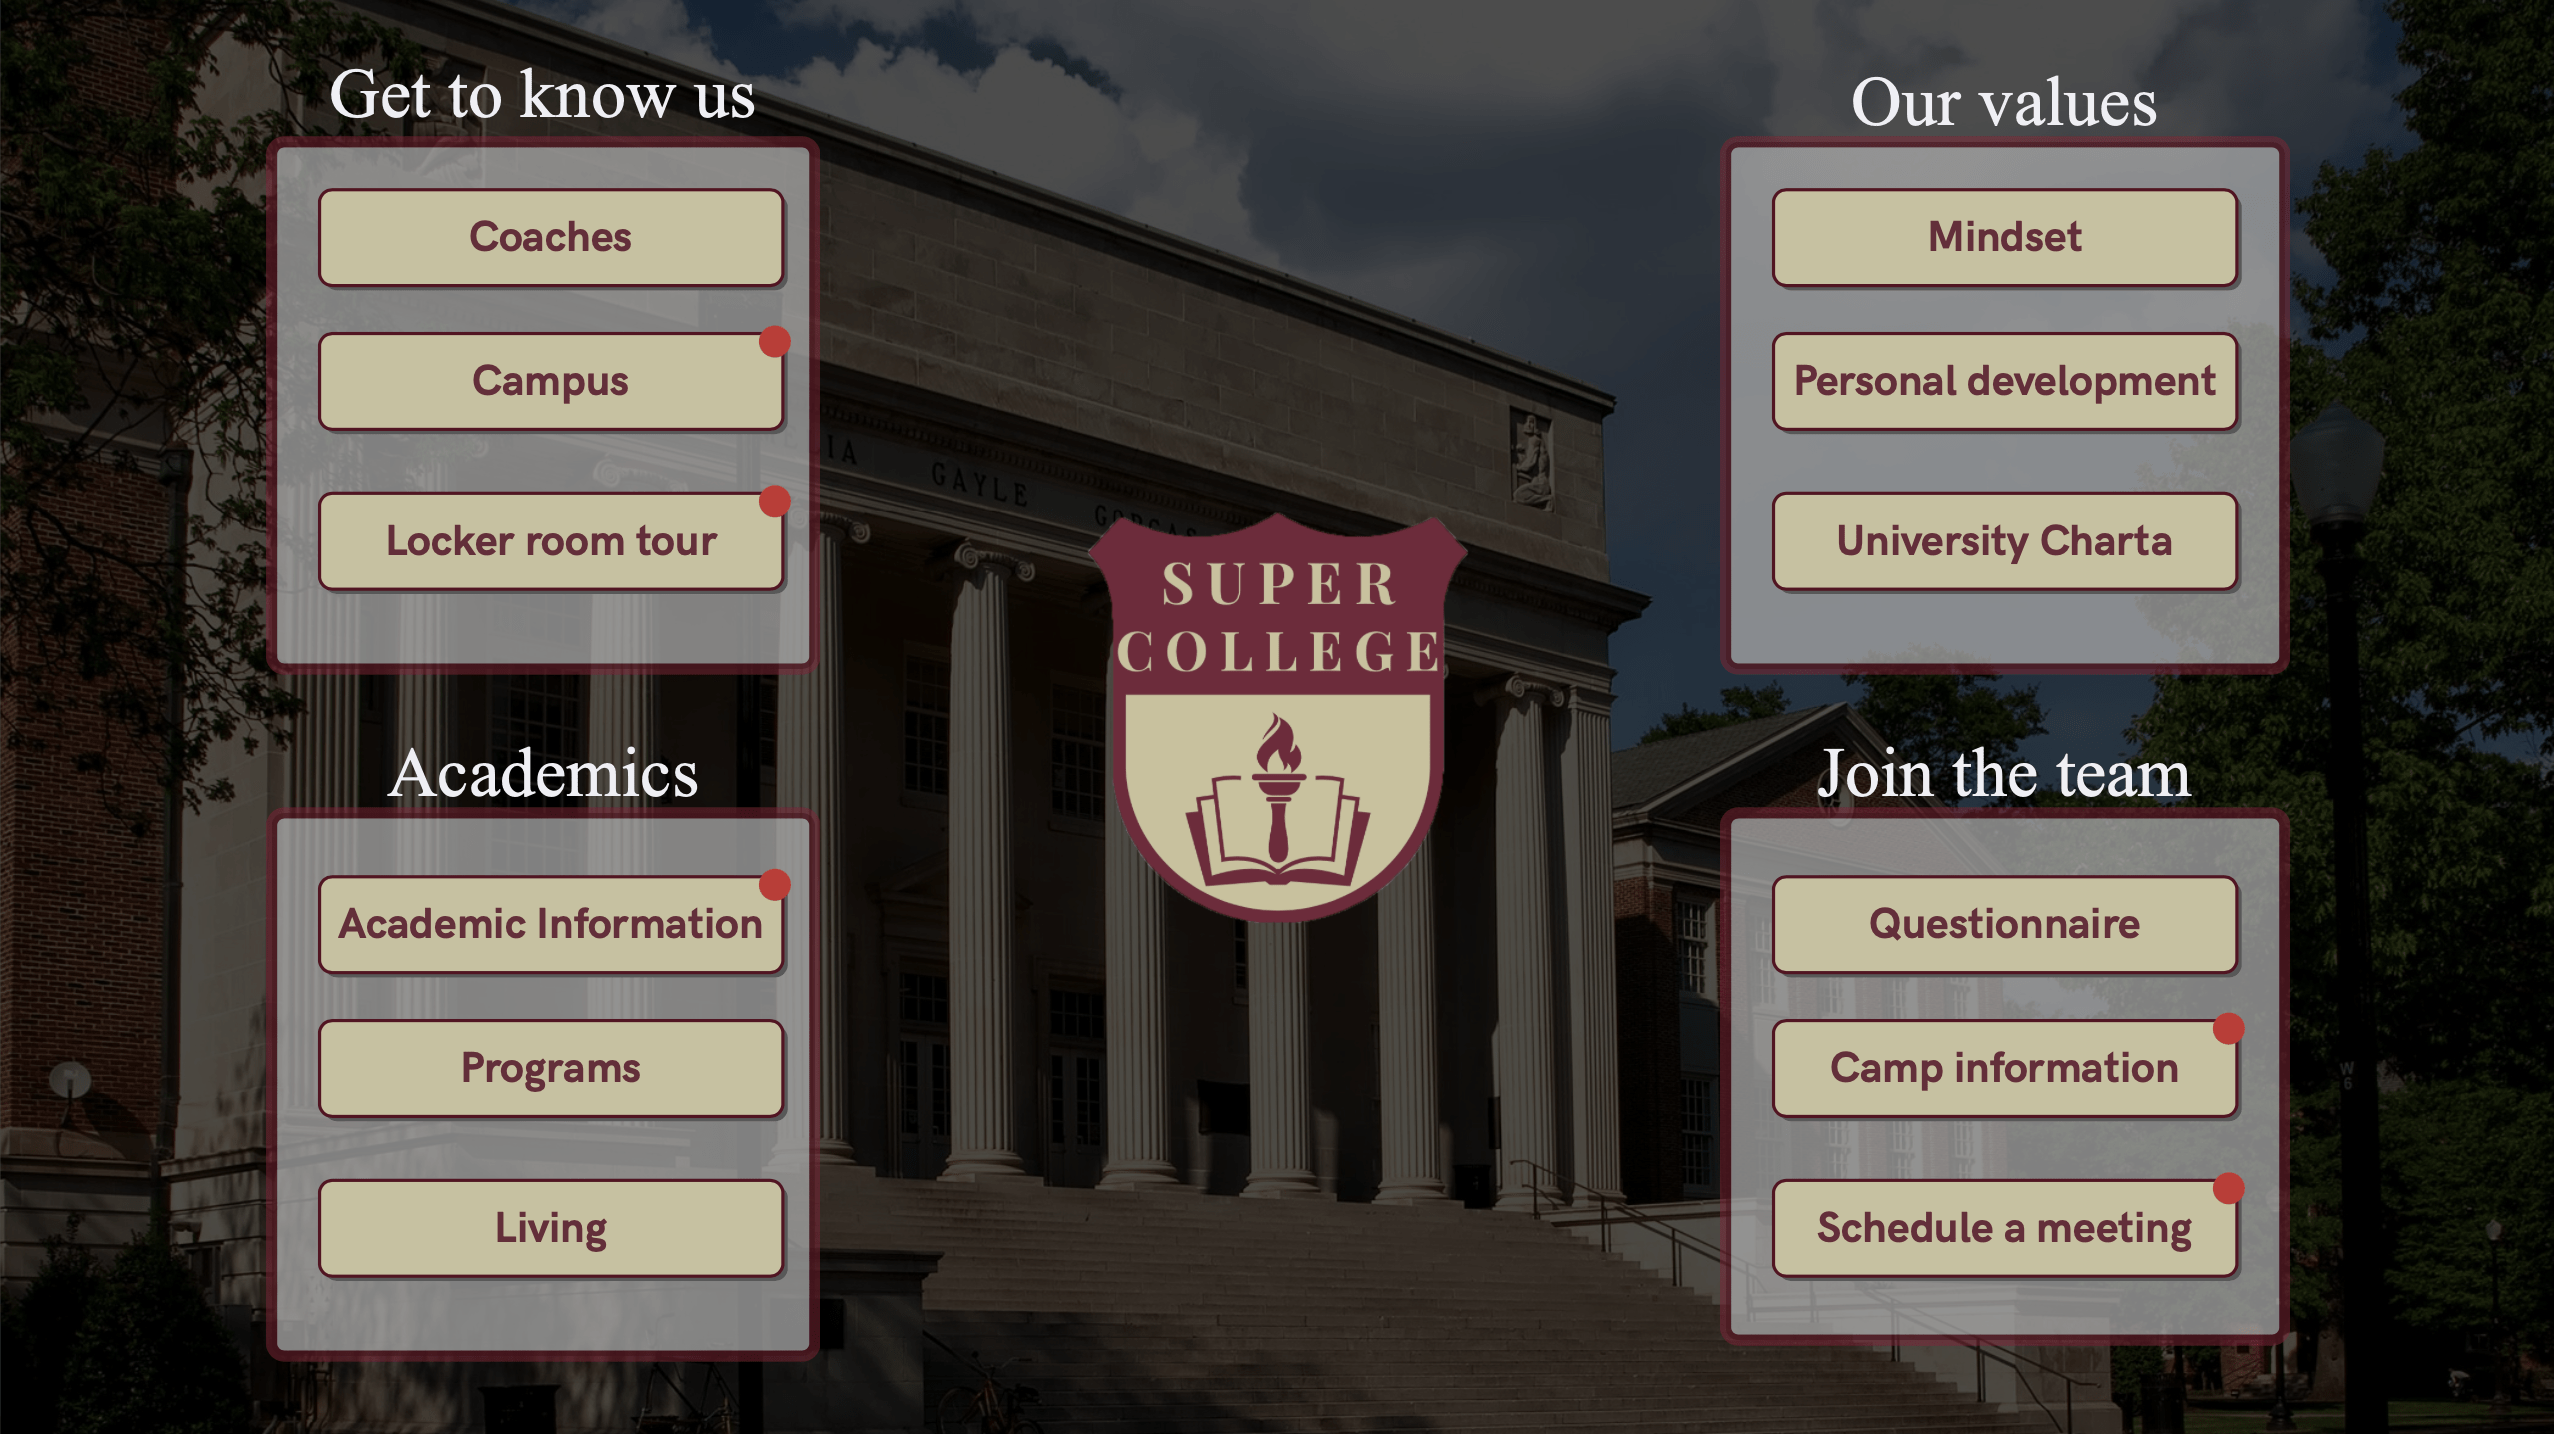 Get to know us
Coaches
Campus
Locker room tour
Our values
Mindset
Personal development
University Charta
IA GAYLE GORGAS
SUPER
COLLEGE
Academics
Academic Information
Programs
Living
Join the team
Questionnaire
Camp information
Schedule a meeting
W
6